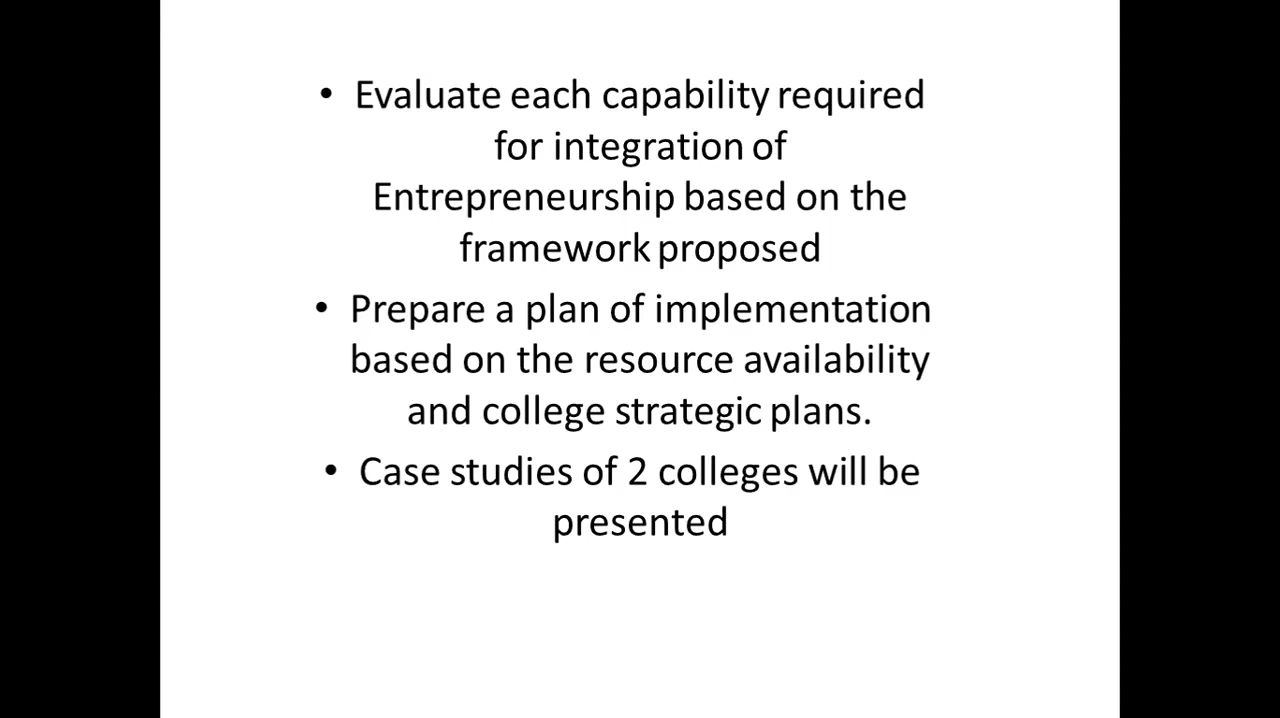 • Evaluate each capability required
for integration of
Entrepreneurship based on the
framework proposed
• Prepare a plan of implementation
based on the resource availability
and college strategic plans.
• Case studies of 2 colleges will be
presented